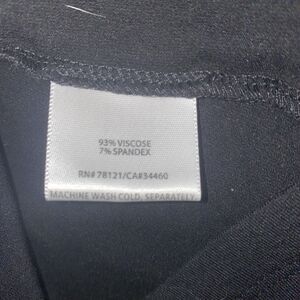 93% VISCOSE
7% SPANDEX
RN# 78121/CA#34460
MACHINE WASH COLD, SEPARATELY